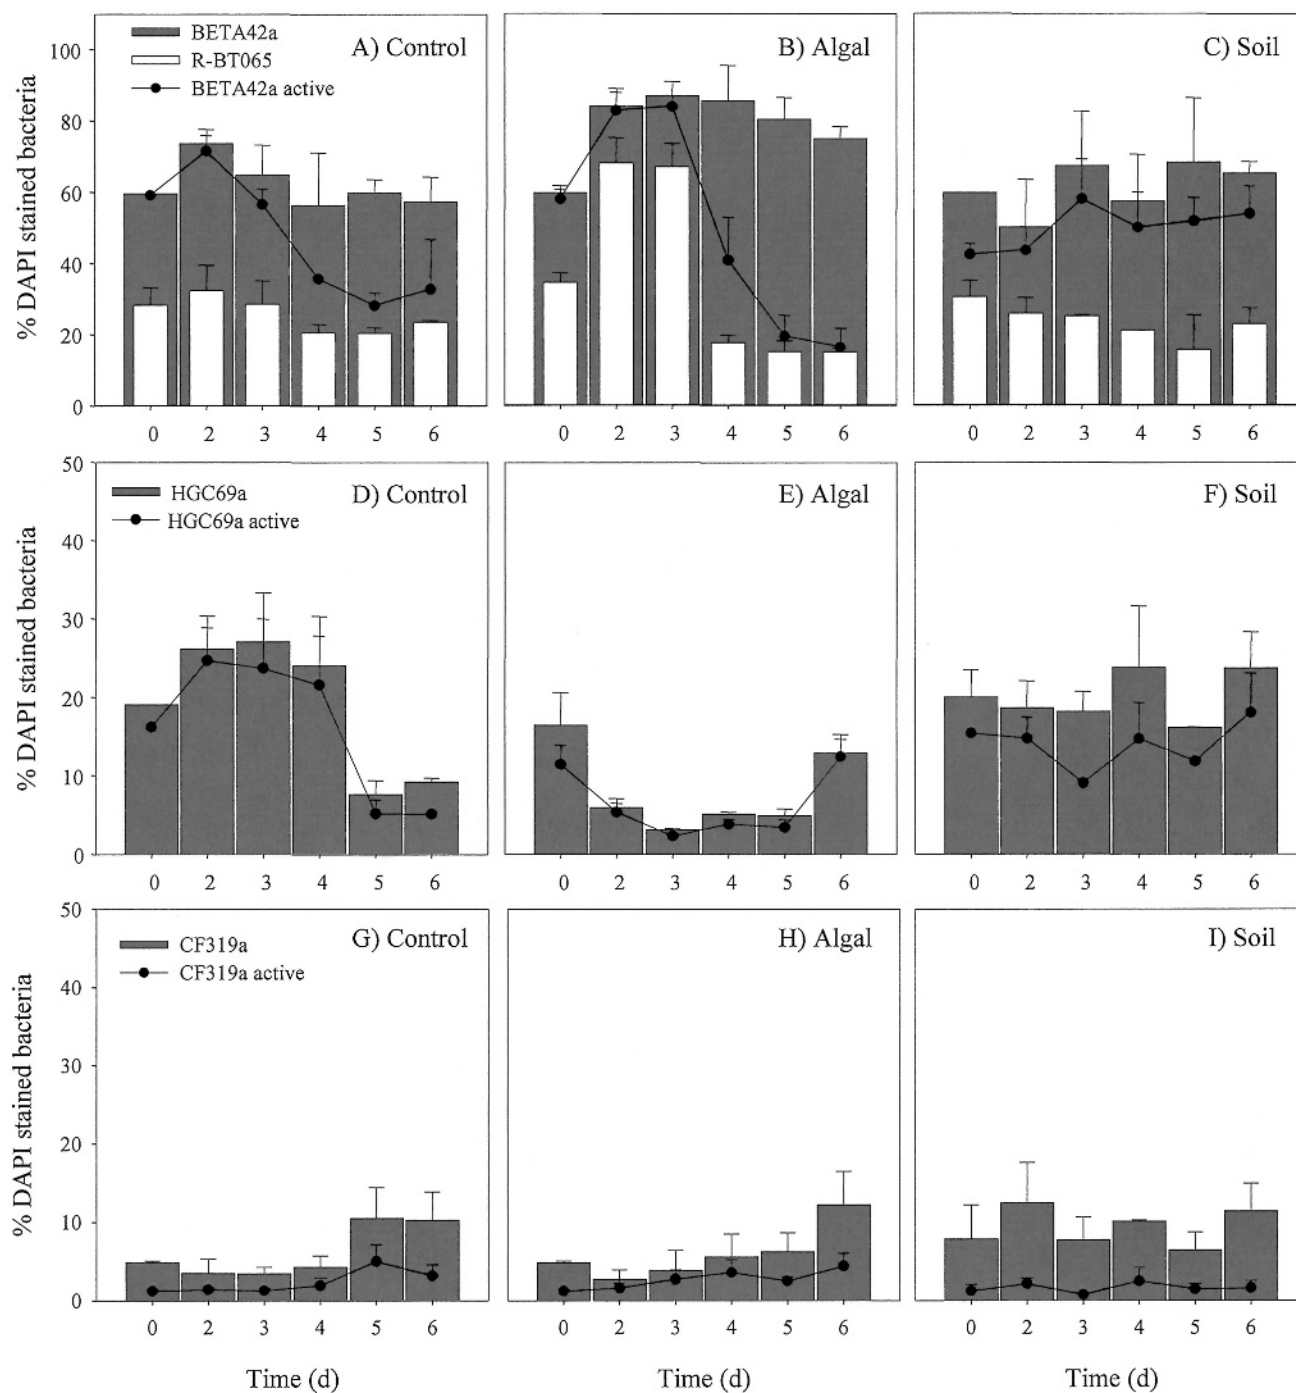 BETA42a
R-BT065
BETA42a active
A) Control
B) Algal
C) Soil
% DAPI stained bacteria
100
80
60
40
20
0
0 2 3 4 5 6
0 2 3 4 5 6
0 2 3 4 5 6
HGC69a
HGC69a active
D) Control
E) Algal
F) Soil
% DAPI stained bacteria
50
40
30
20
10
0
0 2 3 4 5 6
0 2 3 4 5 6
0 2 3 4 5 6
CF319a
CF319a active
G) Control
H) Algal
I) Soil
% DAPI stained bacteria
50
40
30
20
10
0
0 2 3 4 5 6
0 2 3 4 5 6
0 2 3 4 5 6
Time (d)
Time (d)
Time (d)